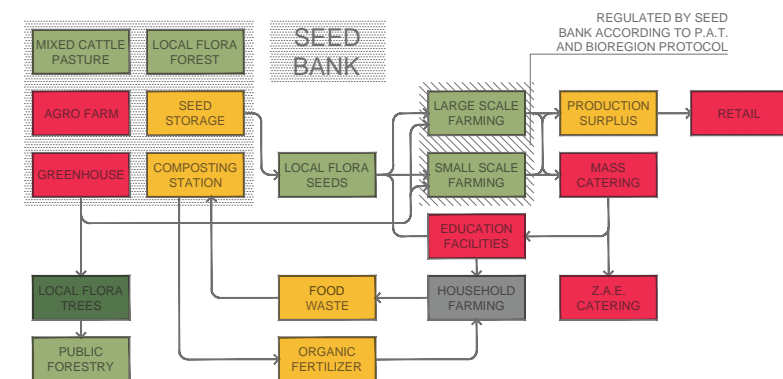 REGULATED BY SEED
BANK ACCORDING TO P.A.T.
AND BIOREGION PROTOCOL
SEED
BANK
MIXED CATTLE
PASTURE
LOCAL FLORA
FOREST
AGRO FARM
SEED
STORAGE
LARGE SCALE
FARMING
PRODUCTION
SURPLUS
RETAIL
GREENHOUSE
COMPOSTING
STATION
LOCAL FLORA
SEEDS
SMALL SCALE
FARMING
MASS
CATERING
EDUCATION
FACILITIES
LOCAL FLORA
TREES
FOOD
WASTE
HOUSEHOLD
FARMING
Z.A.E.
CATERING
PUBLIC
FORESTRY
ORGANIC
FERTILIZER